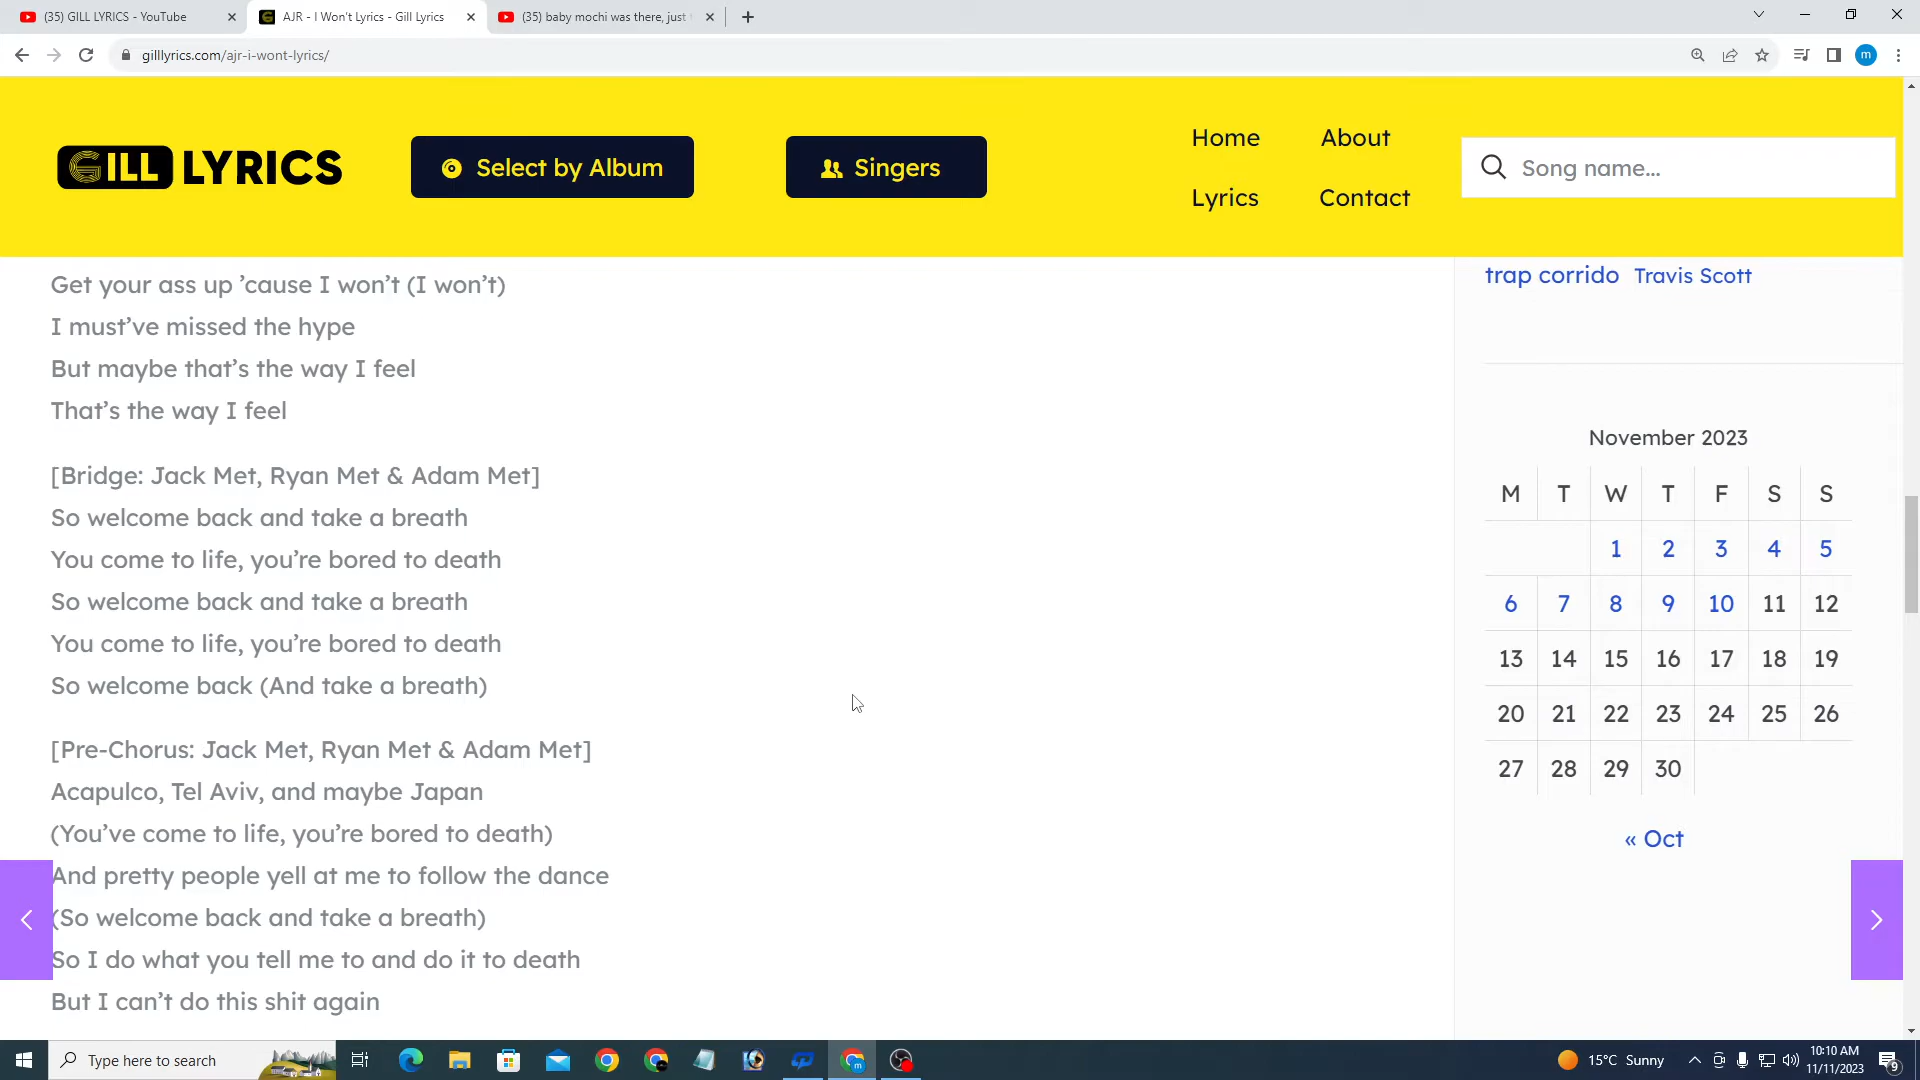 (35) GILL LYRICS - YouTube
AJR - I Won't Lyrics - Gill Lyrics
(35) baby mochi was there, just
gilllyrics.com/ajr-i-wont-lyrics/
m
GILL LYRICS
Select by Album
Singers
Home
About
Lyrics
Contact
Song name...
Get your ass up ’cause I won’t (I won’t)
I must’ve missed the hype
But maybe that’s the way I feel
That’s the way I feel
[Bridge: Jack Met, Ryan Met & Adam Met]
So welcome back and take a breath
You come to life, you’re bored to death
So welcome back and take a breath
You come to life, you’re bored to death
So welcome back (And take a breath)
[Pre-Chorus: Jack Met, Ryan Met & Adam Met]
Acapulco, Tel Aviv, and maybe Japan
(You’ve come to life, you’re bored to death)
And pretty people yell at me to follow the dance
(So welcome back and take a breath)
So I do what you tell me to and do it to death
But I can’t do this shit again
trap corrido Travis Scott
November 2023
M T W T F S S
1 2 3 4 5
6 7 8 9 10 11 12
13 14 15 16 17 18 19
20 21 22 23 24 25 26
27 28 29 30
« Oct
Type here to search
15°C Sunny
10:10 AM
11/11/2023
9